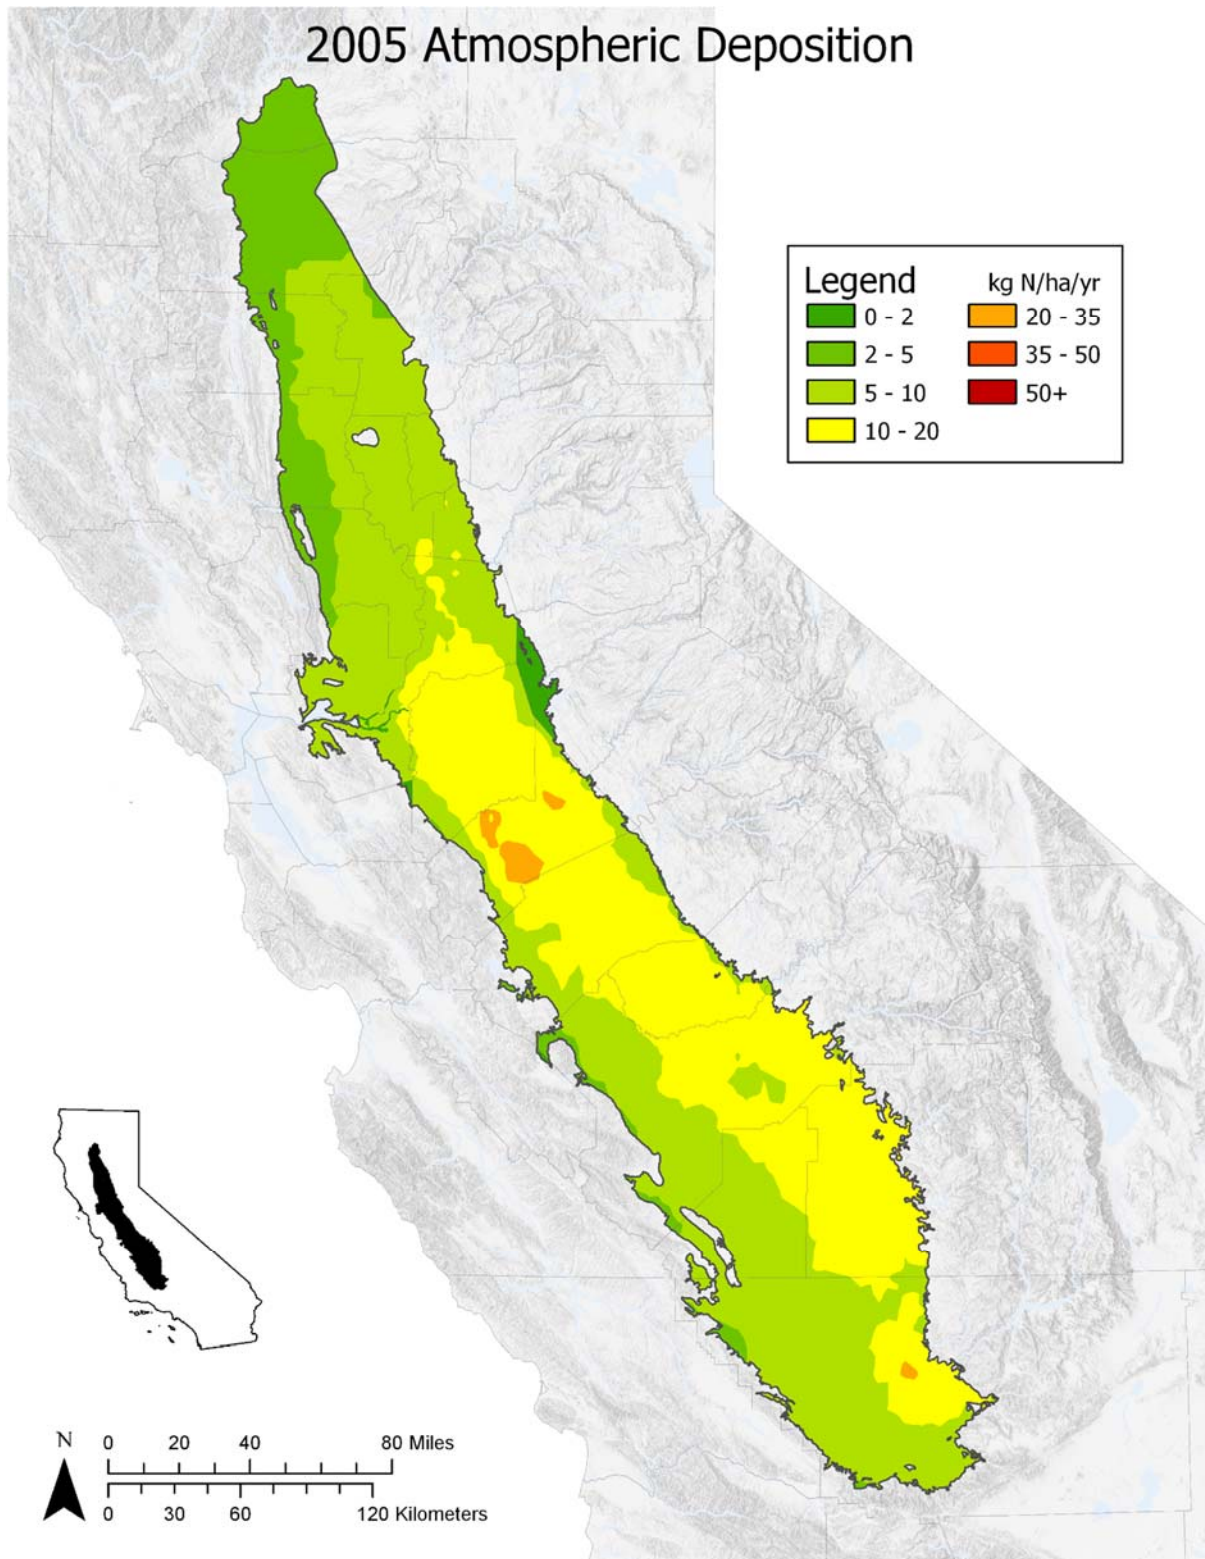 2005 Atmospheric Deposition
Legend kg N/ha/yr
0 - 2 20 - 35
2 - 5 35 - 50
5 - 10 50+
10 - 20
N
0 20 40 80 Miles
0 30 60 120 Kilometers